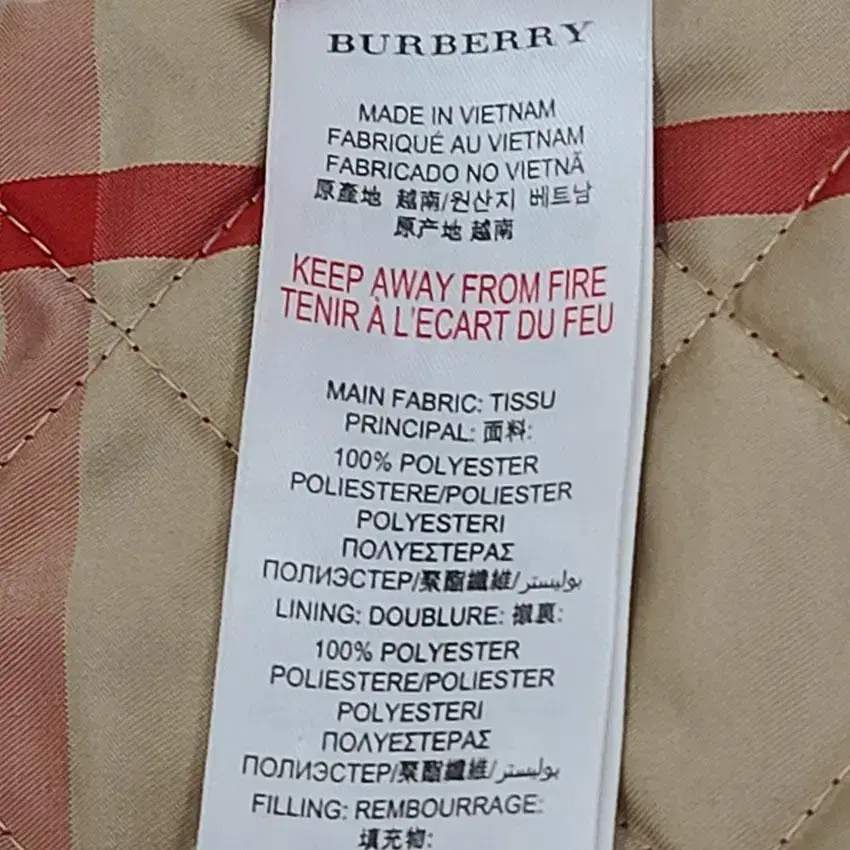 BURBERRY
MADE IN VIETNAM
FABRIQUÉ AU VIETNAM
FABRICADO NO VIETNÃ
原產地 越南/원산지 베트남
原产地 越南
KEEP AWAY FROM FIRE
TENIR À L'ECART DU FEU
MAIN FABRIC: TISSU
PRINCIPAL: 面料:
100% POLYESTER
POLIESTERE/POLIESTER
POLYESTERI
ΠΟΛΥΕΣΤΕΡΑΣ
ПОЛИЭСТЕР/聚酯纖維/بوليستر
LINING: DOUBLURE: 襯裏:
100% POLYESTER
POLIESTERE/POLIESTER
POLYESTERI
ΠΟΛΥΕΣΤΕΡΑΣ
ПОЛИЭСТЕР/聚酯纖維/بوليستر
FILLING: REMBOURRAGE:
填充物: